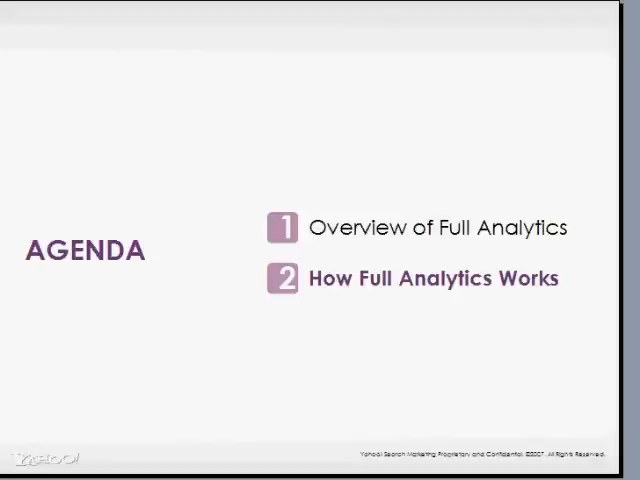 AGENDA
1 Overview of Full Analytics
2 How Full Analytics Works
YAHOO!
Yahoo! Search Marketing Proprietary and Confidential. ©2007. All Rights Reserved.